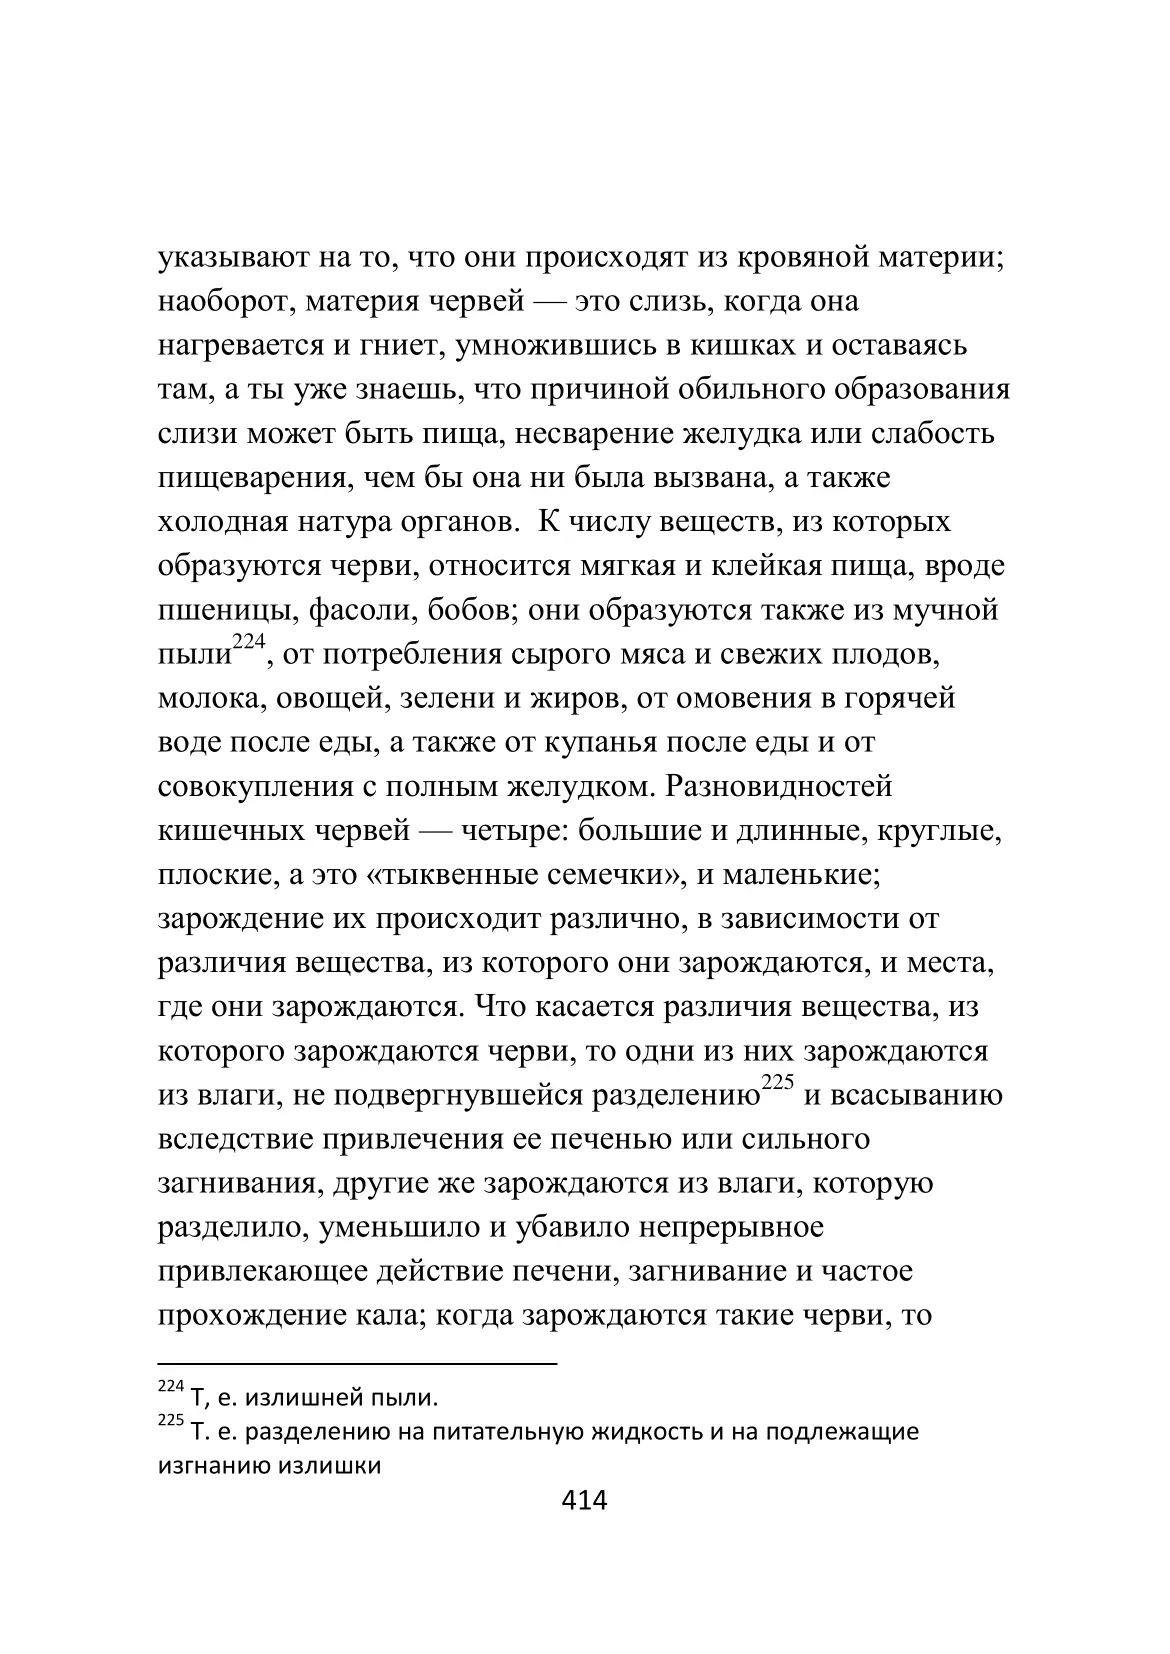 указывают на то, что они происходят из кровяной материи;
наоборот, материя червей — это слизь, когда она
нагревается и гниет, умножившись в кишках и оставаясь
там, а ты уже знаешь, что причиной обильного образования
слизи может быть пища, несварение желудка или слабость
пищеварения, чем бы она ни была вызвана, а также
холодная натура органов.  К числу веществ, из которых
образуются черви, относится мягкая и клейкая пища, вроде
пшеницы, фасоли, бобов; они образуются также из мучной
пыли224, от потребления сырого мяса и свежих плодов,
молока, овощей, зелени и жиров, от омовения в горячей
воде после еды, а также от купанья после еды и от
совокупления с полным желудком. Разновидностей
кишечных червей — четыре: большие и длинные, круглые,
плоские, а это «тыквенные семечки», и маленькие;
зарождение их происходит различно, в зависимости от
различия вещества, из которого они зарождаются, и места,
где они зарождаются. Что касается различия вещества, из
которого зарождаются черви, то одни из них зарождаются
из влаги, не подвергнувшейся разделению225 и всасыванию
вследствие привлечения ее печенью или сильного
загнивания, другие же зарождаются из влаги, которую
разделило, уменьшило и убавило непрерывное
привлекающее действие печени, загнивание и частое
прохождение кала; когда зарождаются такие черви, то
224 Т, е. излишней пыли.
225 Т. е. разделению на питательную жидкость и на подлежащие
изгнанию излишки
414